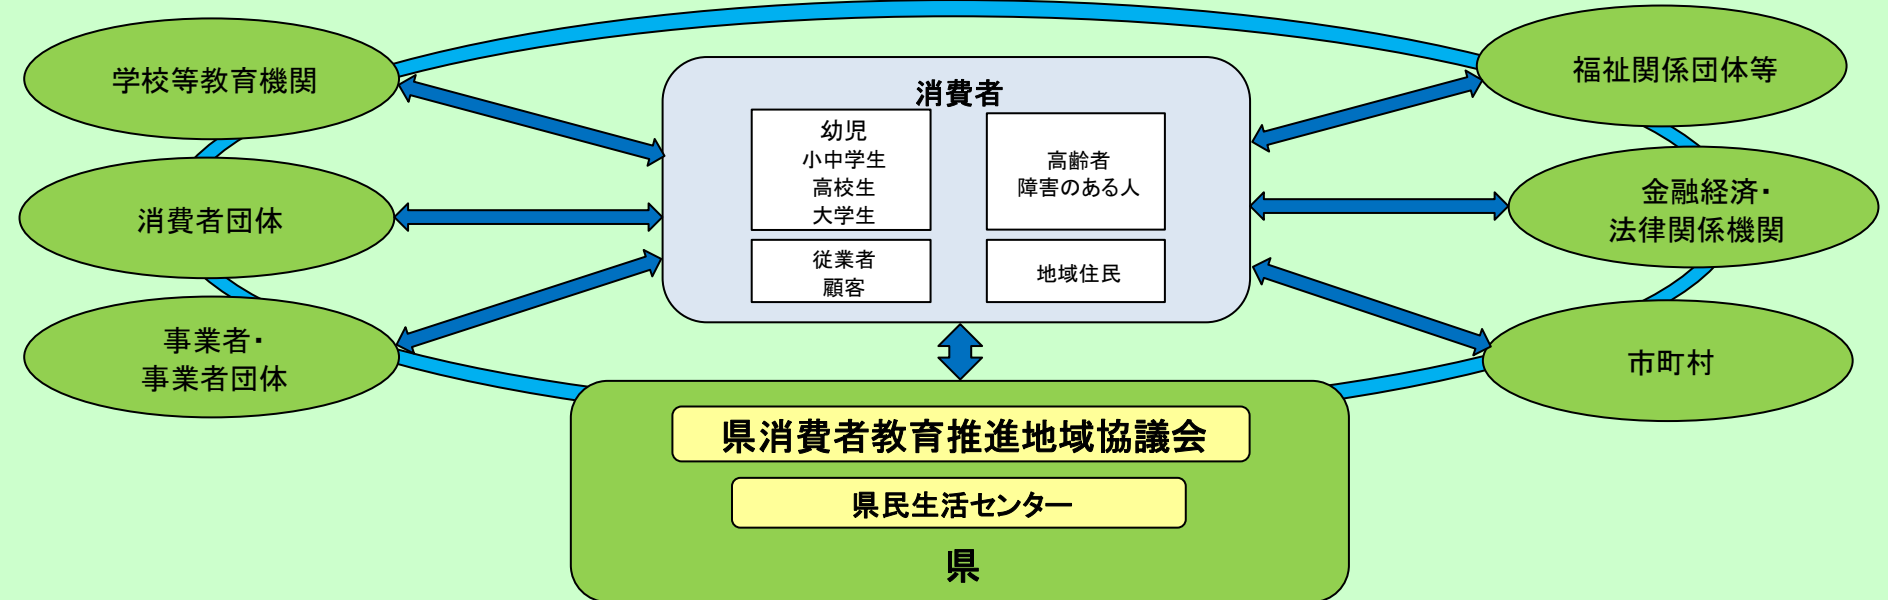 学校等教育機関
消費者団体
事業者・
事業者団体
消費者
幼児
小中学生
高校生
大学生
高齢者
障害のある人
従業者
顧客
地域住民
福祉関係団体等
金融経済・
法律関係機関
市町村
県消費者教育推進地域協議会
県民生活センター
県